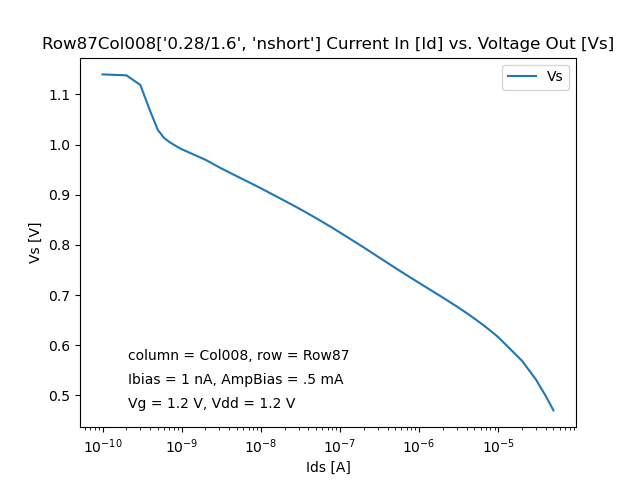 Row87Col008['0.28/1.6', 'nshort'] Current In [Id] vs. Voltage Out [Vs]
Vs
1.1
1.0
0.9
0.8
0.7
0.6
0.5
Vs [V]
column = Col008, row = Row87
Ibias = 1 nA, AmpBias = .5 mA
Vg = 1.2 V, Vdd = 1.2 V
10⁻¹⁰ 10⁻⁹ 10⁻⁸ 10⁻⁷ 10⁻⁶ 10⁻⁵
Ids [A]